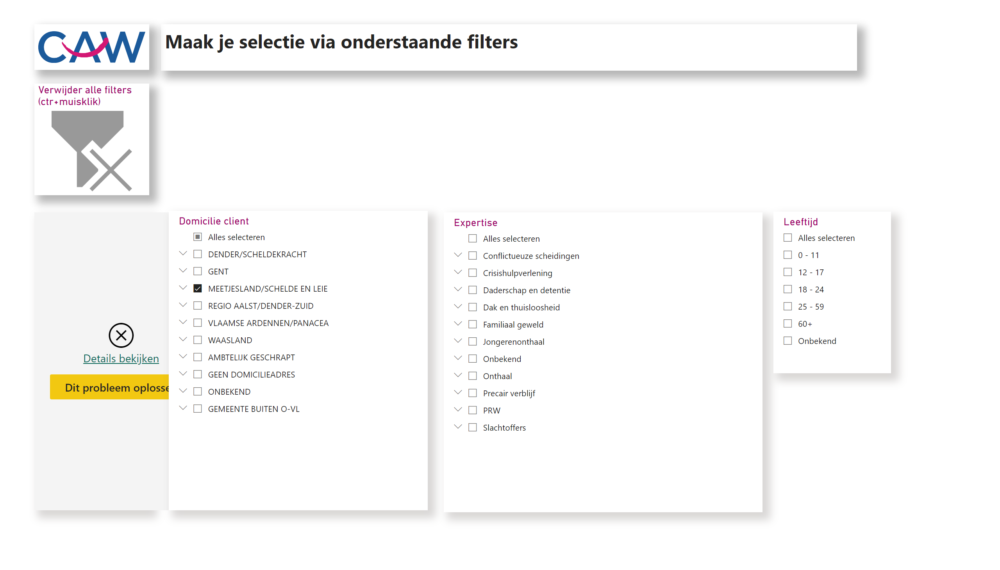 CAW
Maak je selectie via onderstaande filters
Verwijder alle filters
(ctr+muisklik)
Details bekijken
Dit probleem oplosse
Domicilie client
Alles selecteren
DENDER/SCHELDEKRACHT
GENT
MEETJESLAND/SCHELDE EN LEIE
REGIO AALST/DENDER-ZUID
VLAAMSE ARDENNEN/PANACEA
WAASLAND
AMBTELIJK GESCHRAPT
GEEN DOMICILIEADRES
ONBEKEND
GEMEENTE BUITEN O-VL
Expertise
Alles selecteren
Conflictueuze scheidingen
Crisishulpverlening
Daderschap en detentie
Dak en thuisloosheid
Familiaal geweld
Jongerenonthaal
Onbekend
Onthaal
Precair verblijf
PRW
Slachtoffers
Leeftijd
Alles selecteren
0 - 11
12 - 17
18 - 24
25 - 59
60+
Onbekend